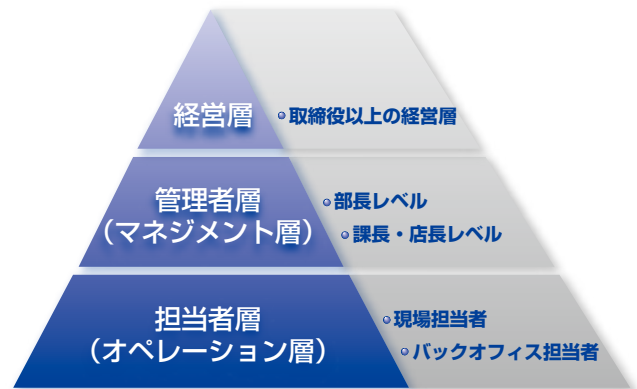 経営層
取締役以上の経営層
管理者層
（マネジメント層）
部長レベル
課長・店長レベル
担当者層
（オペレーション層）
現場担当者
バックオフィス担当者